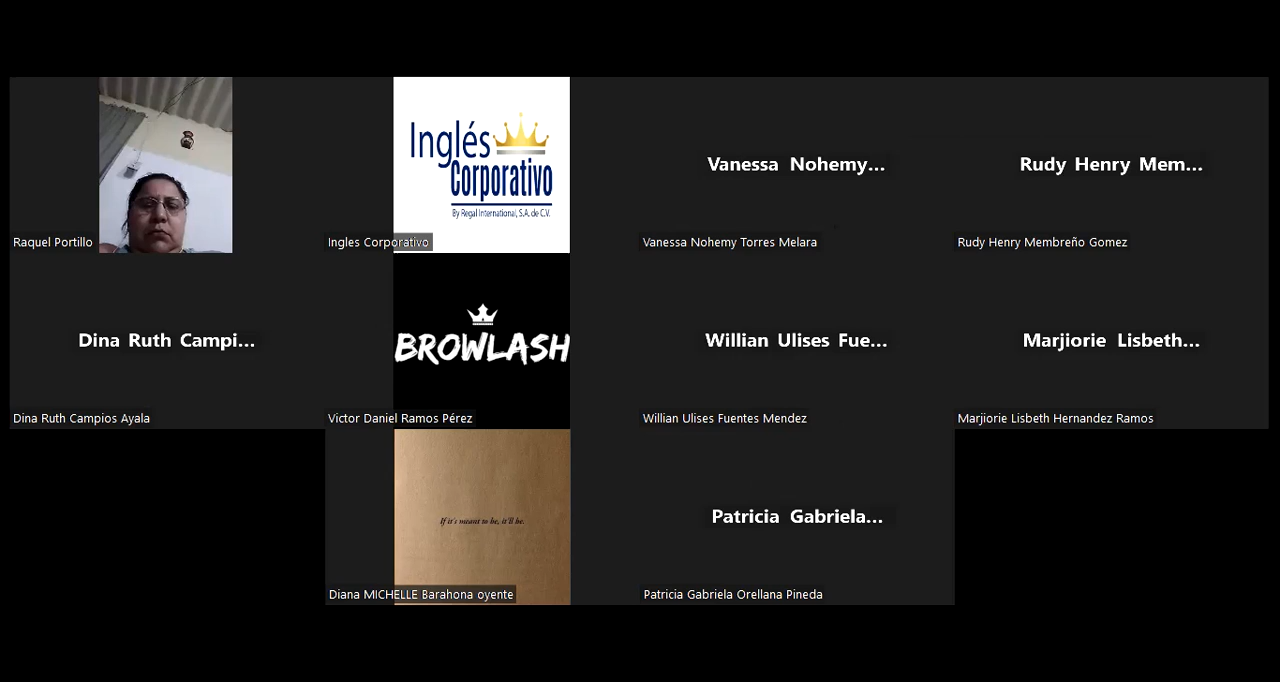 Raquel Portillo
Inglés
Corporativo
By Regal International, S.A. de C.V.
Ingles Corporativo
Vanessa Nohemy...
Vanessa Nohemy Torres Melara
Rudy Henry Mem...
Rudy Henry Membreño Gomez
Dina Ruth Campi...
Dina Ruth Campios Ayala
BROWLASH
Victor Daniel Ramos Pérez
Willian Ulises Fue...
Willian Ulises Fuentes Mendez
Marjiorie Lisbeth...
Marjiorie Lisbeth Hernandez Ramos
If it's meant to be, it'll be.
Diana MICHELLE Barahona oyente
Patricia Gabriela...
Patricia Gabriela Orellana Pineda